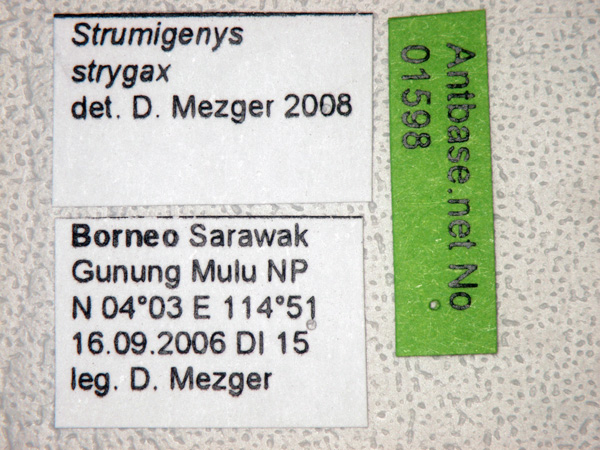 Strumigenys
strygax
det. D. Mezger 2008
Borneo Sarawak
Gunung Mulu NP
N 04°03 E 114°51
16.09.2006 DI 15
leg. D. Mezger
Antbase.net No
01598